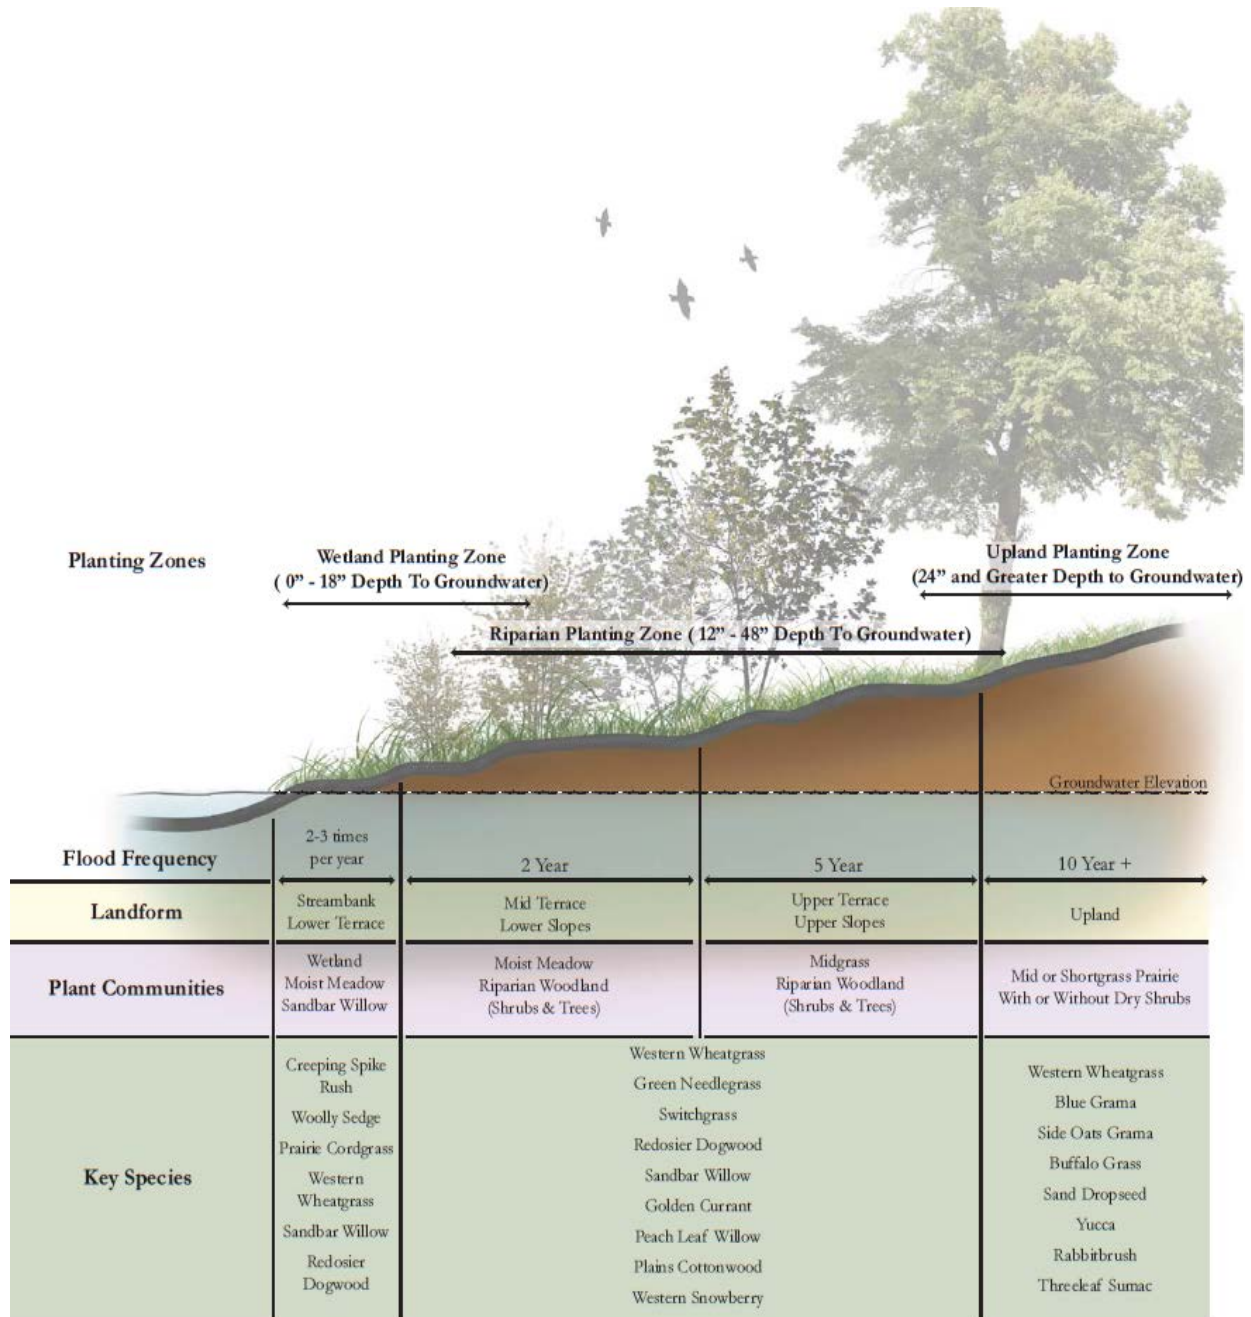 Planting Zones
Wetland Planting Zone
( 0” - 18” Depth To Groundwater)
Upland Planting Zone
(24” and Greater Depth to Groundwater)
Riparian Planting Zone ( 12” - 48” Depth To Groundwater)
Groundwater Elevation
Flood Frequency
2-3 times
per year
2 Year
5 Year
10 Year +
Landform
Streambank
Lower Terrace
Mid Terrace
Lower Slopes
Upper Terrace
Upper Slopes
Upland
Plant Communities
Wetland
Moist Meadow
Sandbar Willow
Moist Meadow
Riparian Woodland
(Shrubs & Trees)
Midgrass
Riparian Woodland
(Shrubs & Trees)
Mid or Shortgrass Prairie
With or Without Dry Shrubs
Key Species
Creeping Spike
Rush
Woolly Sedge
Prairie Cordgrass
Western
Wheatgrass
Sandbar Willow
Redosier
Dogwood
Western Wheatgrass
Green Needlegrass
Switchgrass
Redosier Dogwood
Sandbar Willow
Golden Currant
Peach Leaf Willow
Plains Cottonwood
Western Snowberry
Western Wheatgrass
Blue Grama
Side Oats Grama
Buffalo Grass
Sand Dropseed
Yucca
Rabbitbrush
Threeleaf Sumac